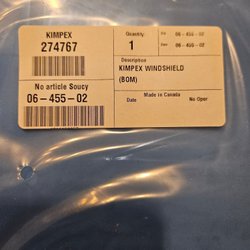 KIMPEX
274767
No article Soucy
06-455-02
Quantity
1
No 06-455-02
Description
KIMPEX WINDSHIELD
(BOM)
Date
Made in Canada
No Oper